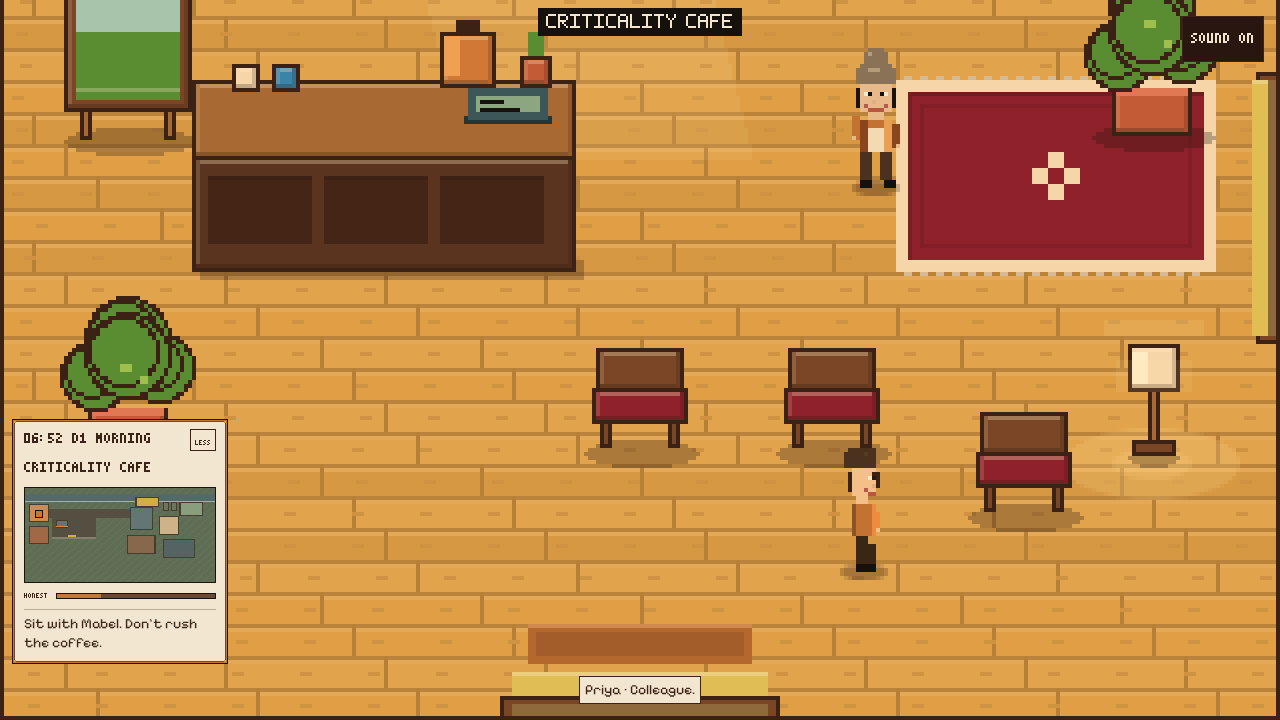 CRITICALITY CAFE
SOUND ON
06:52 D1 MORNING
LESS
CRITICALITY CAFE
HONEST
Sit with Mabel. Don't rush
the coffee.
Priya · Colleague.